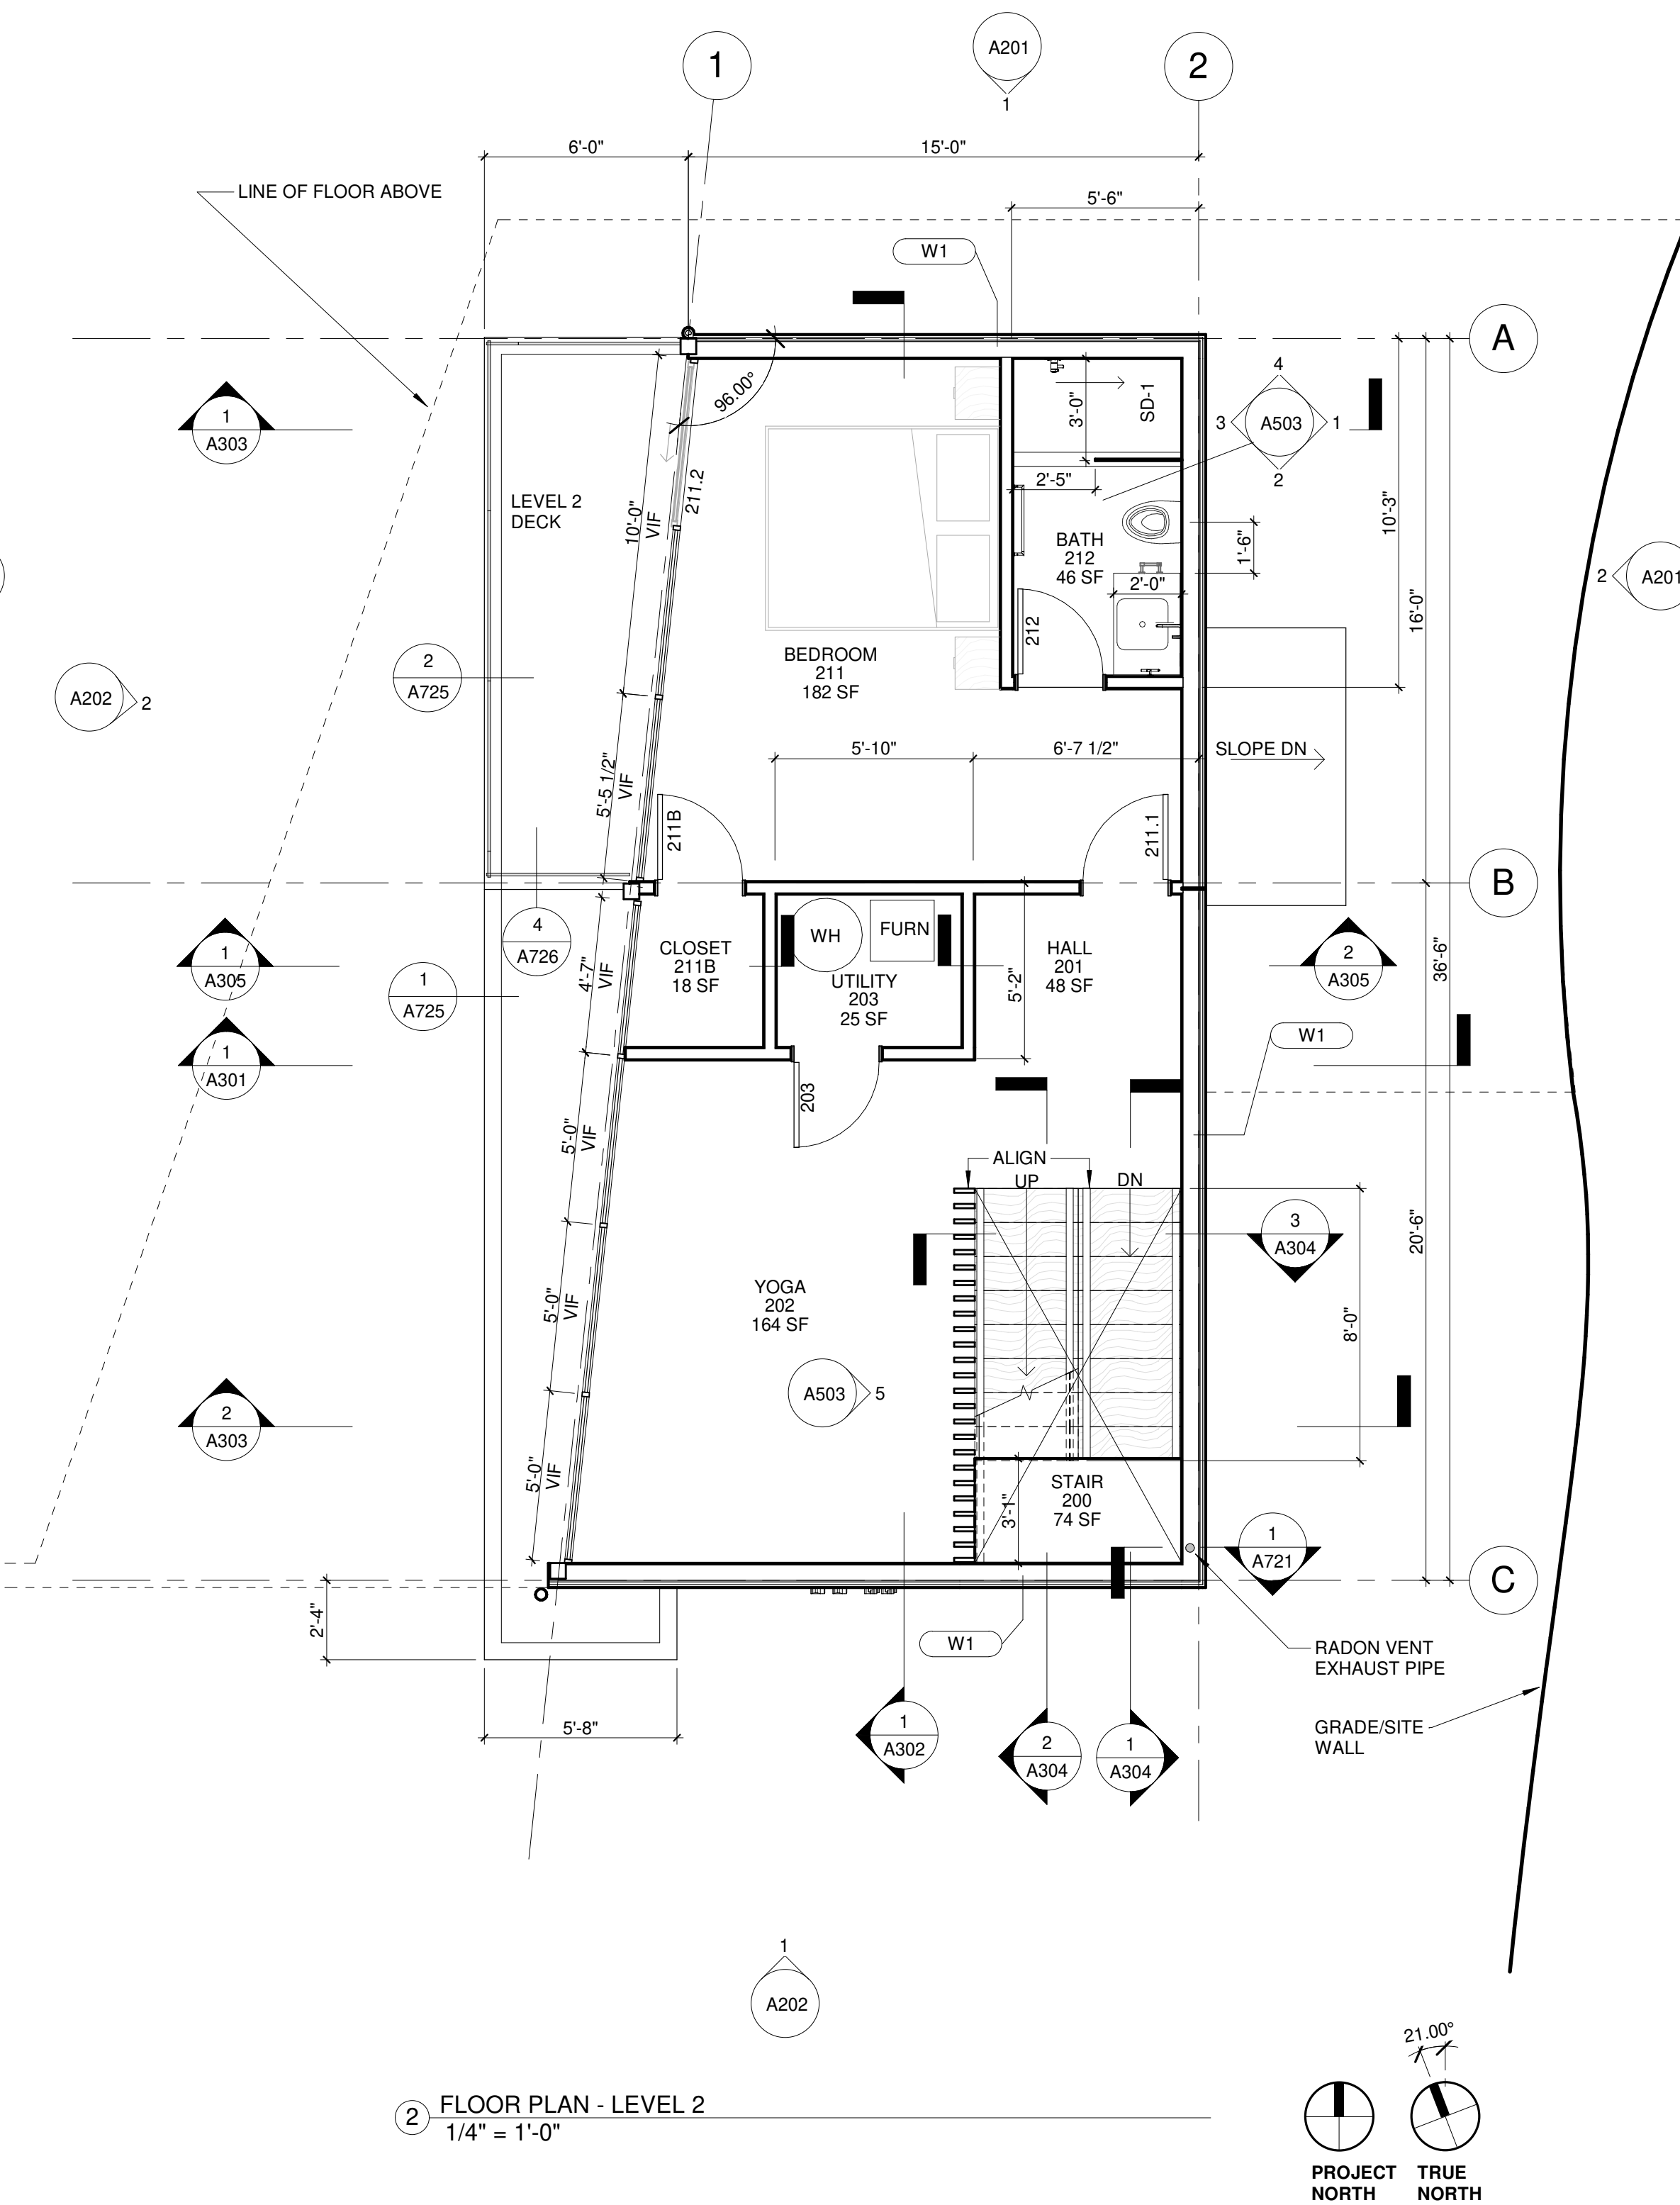 1
A201
1
2
6'-0"
15'-0"
LINE OF FLOOR ABOVE
5'-6"
W1
A
96.00°
4
3
A503
1
2
1
A303
3'-0"
SD-1
211.2
2'-5"
LEVEL 2
DECK
10'-0"
VIF
BATH
212
46 SF
2'-0"
1'-6"
10'-3"
16'-0"
2
A201
212
BEDROOM
211
182 SF
2
A725
A202
2
5'-10"
6'-7 1/2"
SLOPE DN
5'-5 1/2"
VIF
211B
211.1
B
4
A726
WH
FURN
CLOSET
211B
18 SF
HALL
201
48 SF
UTILITY
203
25 SF
5'-2"
1
A305
2
A305
36'-6"
4'-7"
VIF
1
A725
1
A301
W1
203
5'-0"
VIF
ALIGN
UP
DN
3
A304
20'-6"
5'-0"
VIF
YOGA
202
164 SF
8'-0"
A503
5
2
A303
5'-0"
VIF
STAIR
200
74 SF
3'-1"
1
A721
C
2'-4"
W1
RADON VENT
EXHAUST PIPE
5'-8"
1
A302
2
A304
1
A304
GRADE/SITE
WALL
1
A202
21.00°
2
FLOOR PLAN - LEVEL 2
1/4" = 1'-0"
PROJECT
NORTH
TRUE
NORTH